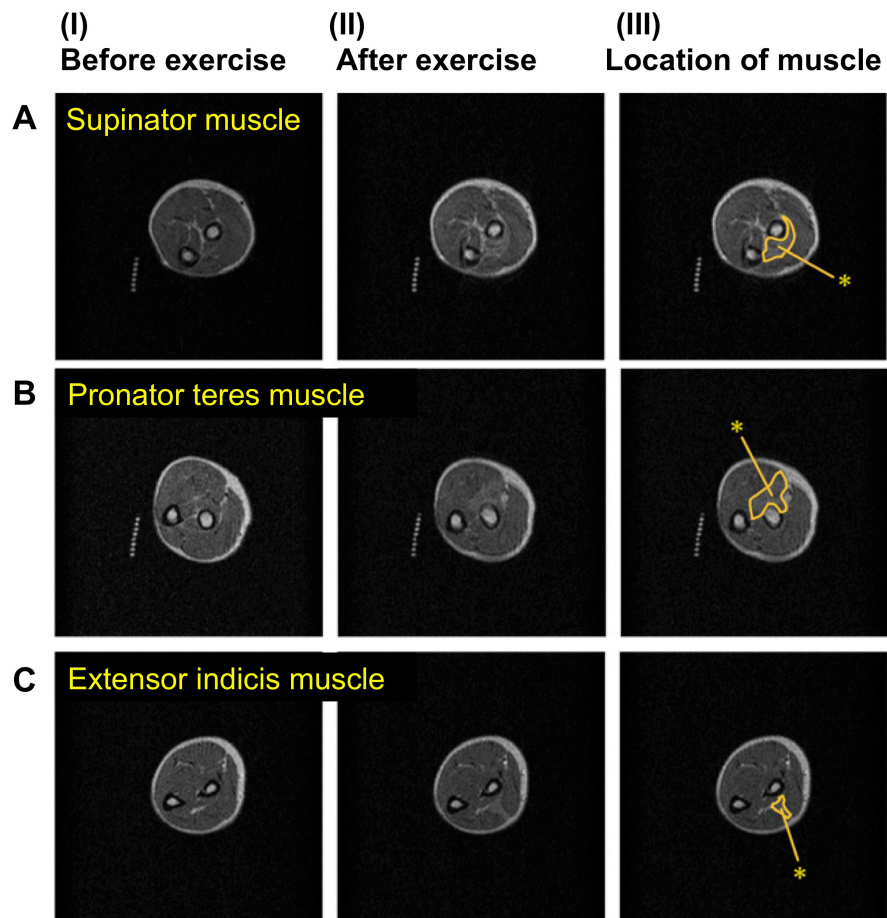 (I) (II) (III)
Before exercise After exercise Location of muscle
A Supinator muscle
*
B Pronator teres muscle
*
C Extensor indicis muscle
*